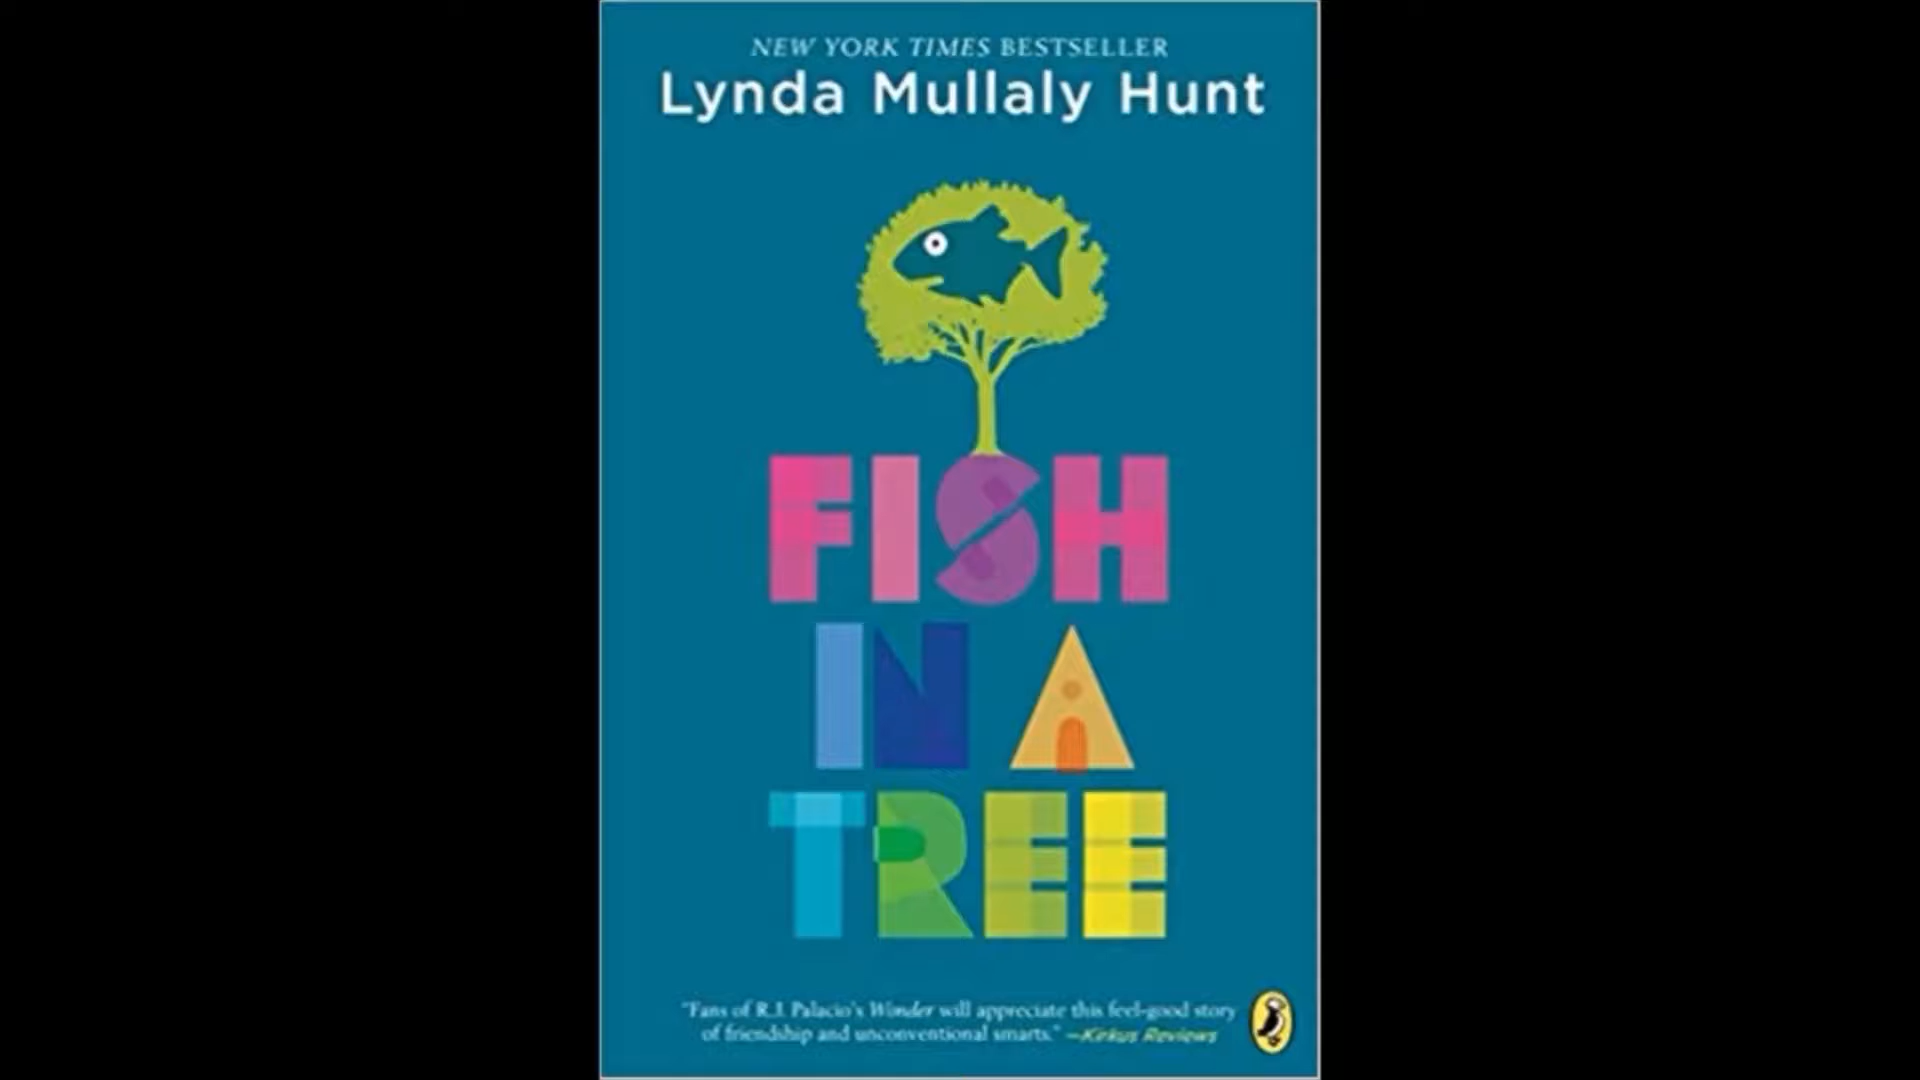 NEW YORK TIMES BESTSELLER
Lynda Mullaly Hunt
FISH
IN A
TREE
"Fans of R.J. Palacio's Wonder will appreciate this feel-good story
of friendship and unconventional smarts." —Kirkus Reviews